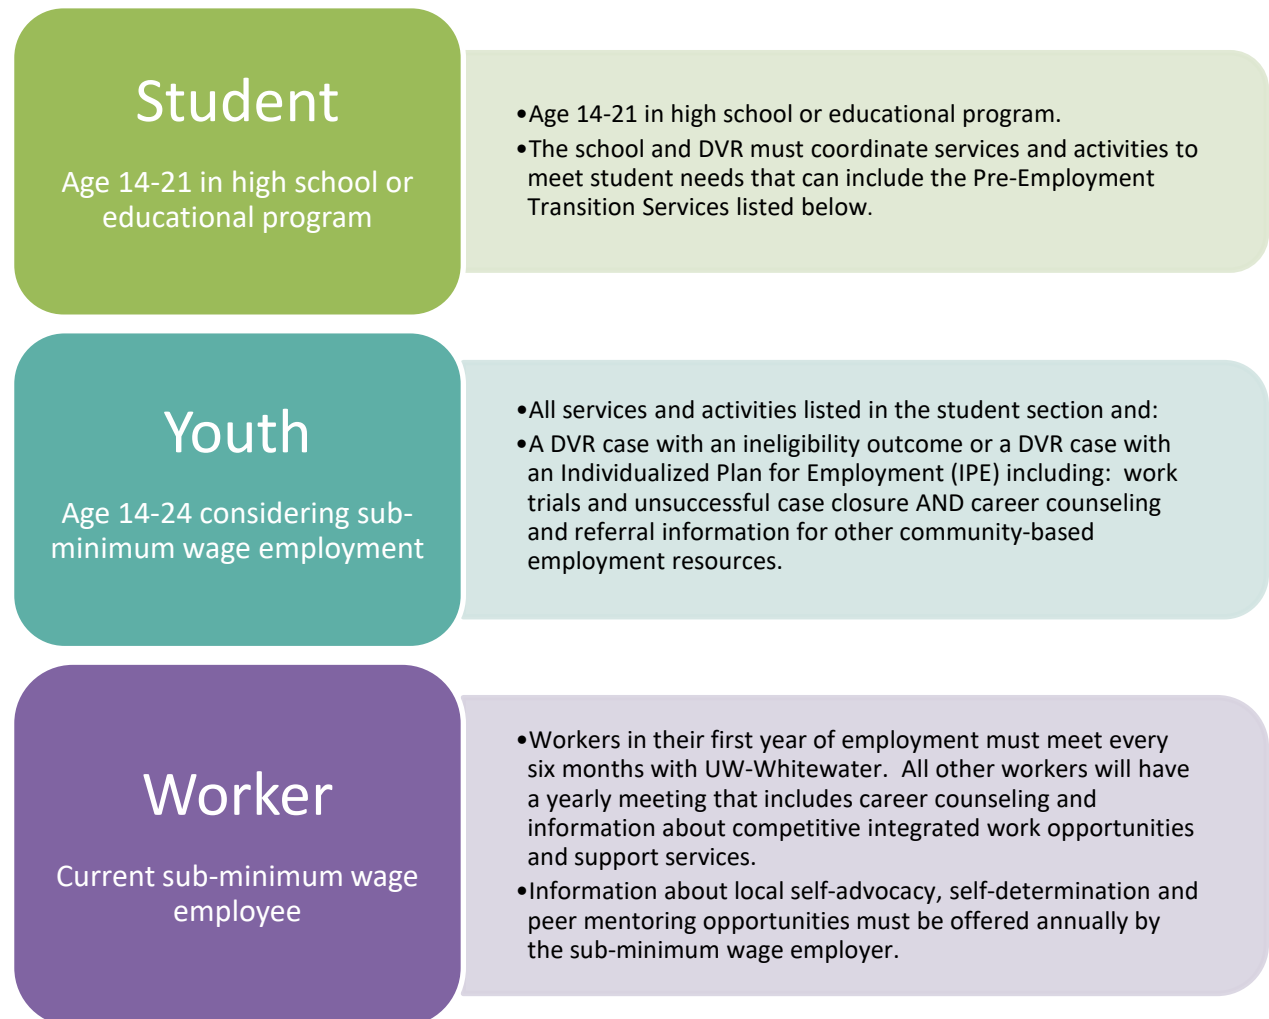 Student
Age 14-21 in high school or
educational program
•Age 14-21 in high school or educational program.
•The school and DVR must coordinate services and activities to
meet student needs that can include the Pre-Employment
Transition Services listed below.
Youth
Age 14-24 considering sub-
minimum wage employment
•All services and activities listed in the student section and:
•A DVR case with an ineligibility outcome or a DVR case with
an Individualized Plan for Employment (IPE) including:  work
trials and unsuccessful case closure AND career counseling
and referral information for other community-based
employment resources.
Worker
Current sub-minimum wage
employee
•Workers in their first year of employment must meet every
six months with UW-Whitewater.  All other workers will have
a yearly meeting that includes career counseling and
information about competitive integrated work opportunities
and support services.
•Information about local self-advocacy, self-determination and
peer mentoring opportunities must be offered annually by
the sub-minimum wage employer.